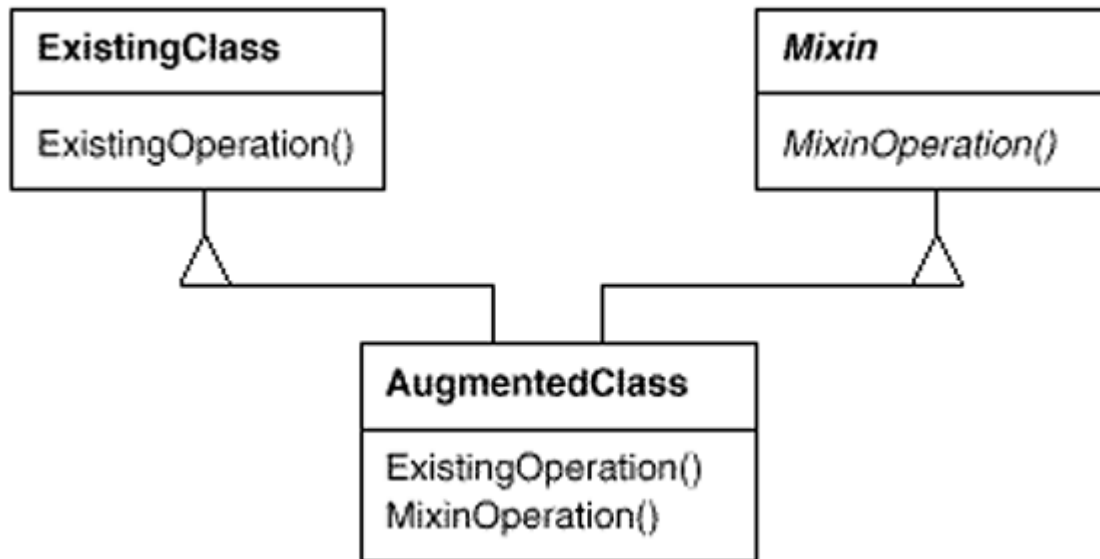 ExistingClass
ExistingOperation()
Mixin
MixinOperation()
AugmentedClass
ExistingOperation()
MixinOperation()